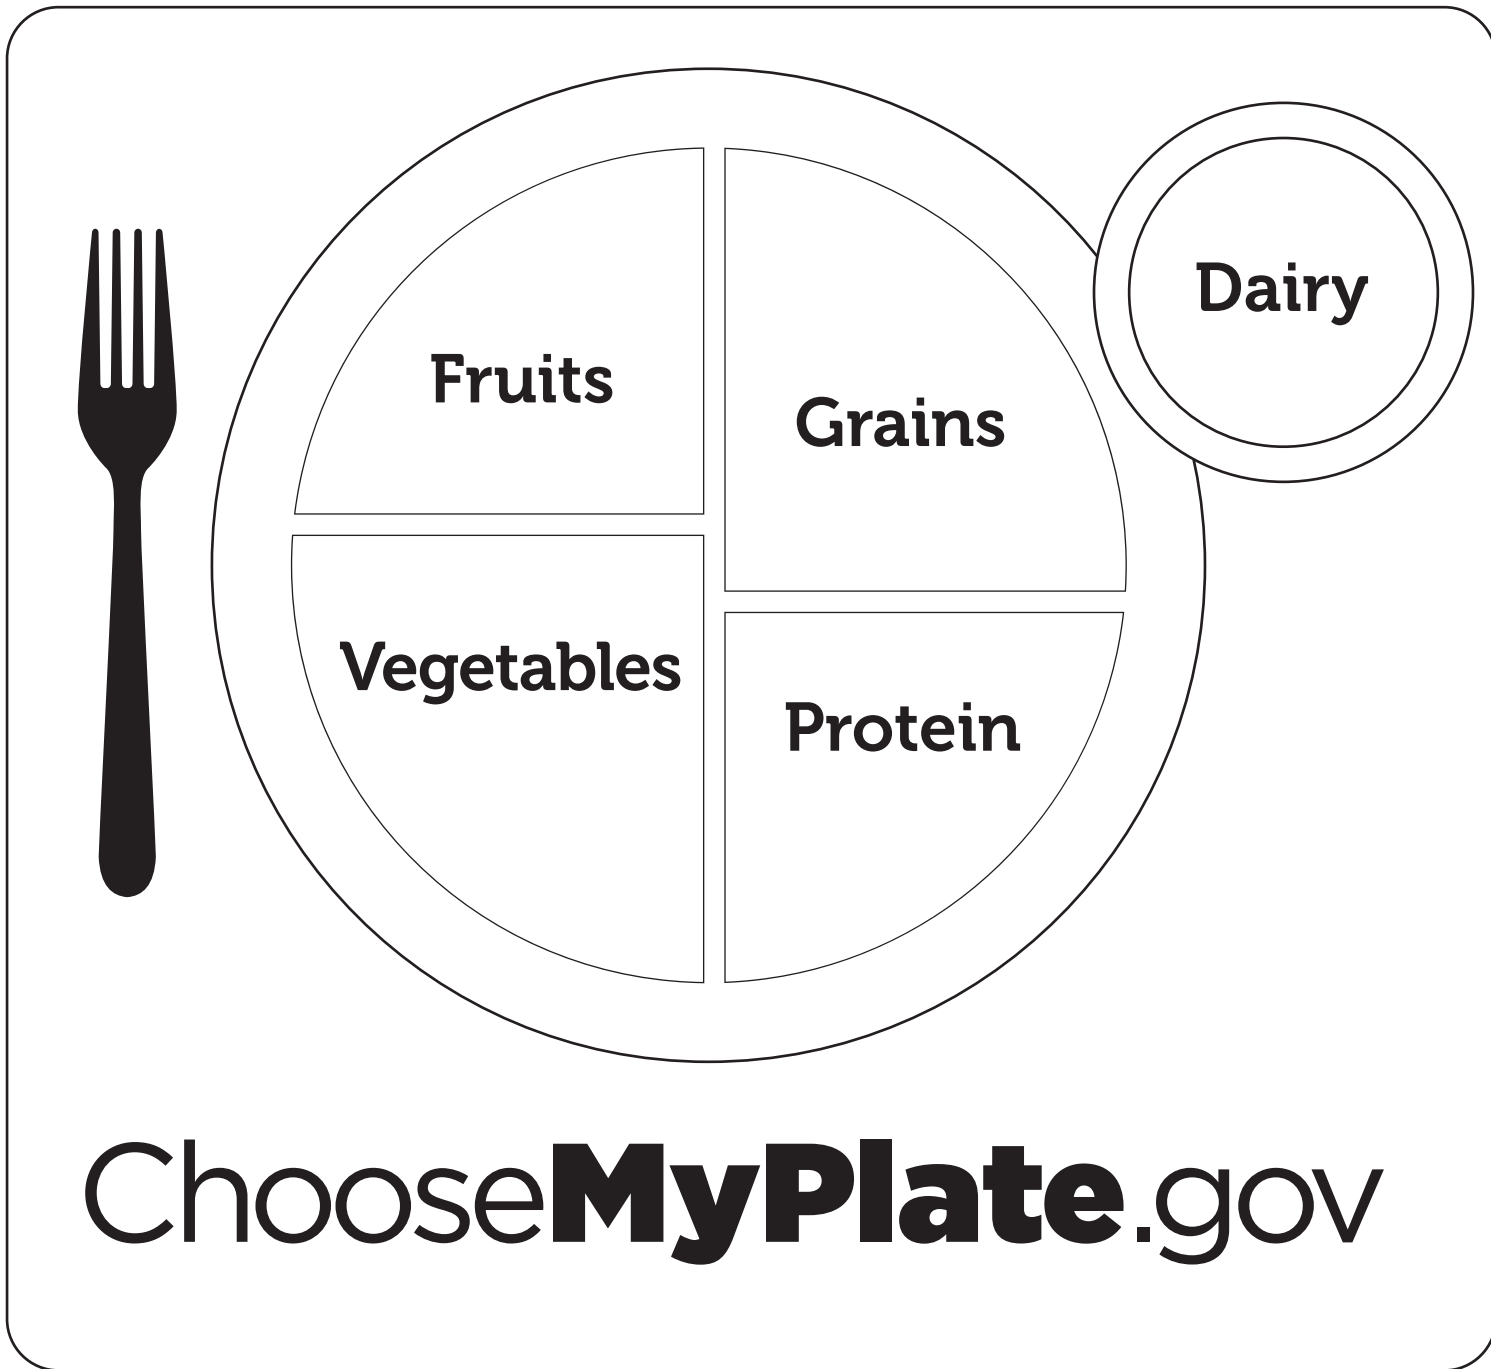 Dairy
Fruits
Grains
Vegetables
Protein
ChooseMyPlate.gov